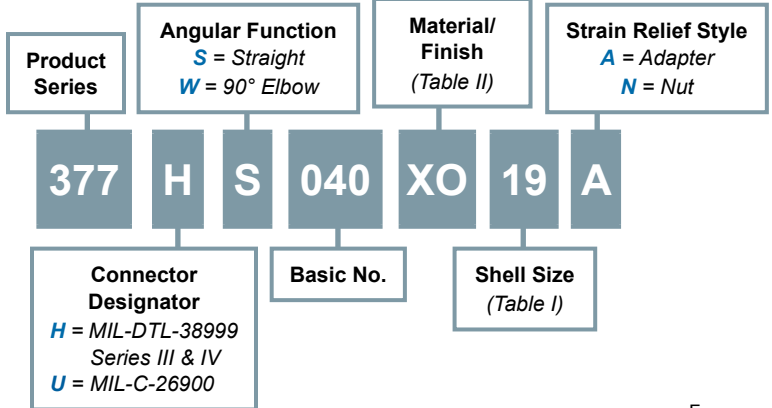 Product
Series
Angular Function
S = Straight
W = 90° Elbow
Material/
Finish
(Table II)
Strain Relief Style
A = Adapter
N = Nut
377 H S 040 XO 19 A
Connector
Designator
H = MIL-DTL-38999
Series III & IV
U = MIL-C-26900
Basic No.
Shell Size
(Table I)